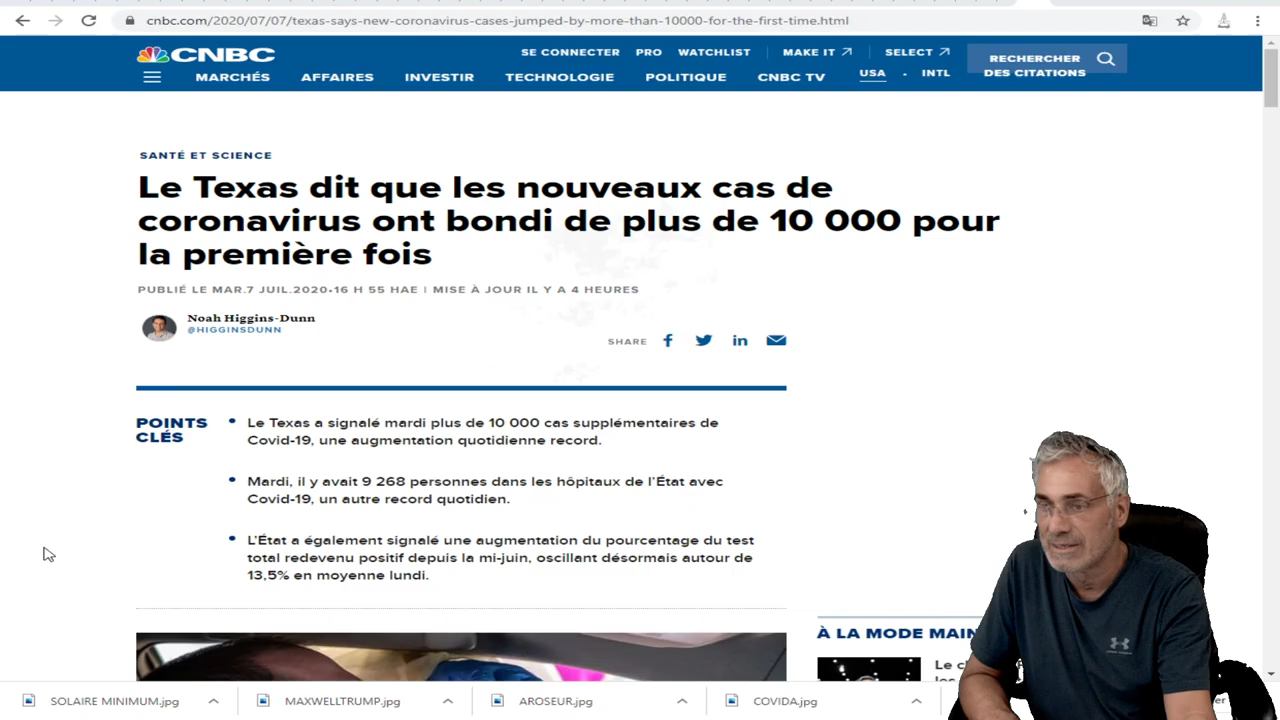 cnbc.com/2020/07/07/texas-says-new-coronavirus-cases-jumped-by-more-than-10000-for-the-first-time.html
CNBC
SE CONNECTER PRO WATCHLIST MAKE IT SELECT
RECHERCHER
DES CITATIONS
MARCHÉS AFFAIRES INVESTIR TECHNOLOGIE POLITIQUE CNBC TV USA · INTL
SANTÉ ET SCIENCE
Le Texas dit que les nouveaux cas de
coronavirus ont bondi de plus de 10 000 pour
la première fois
PUBLIÉ LE MAR.7 JUIL.2020•16 H 55 HAE | MISE À JOUR IL Y A 4 HEURES
Noah Higgins-Dunn
@HIGGINSDUNN
SHARE
POINTS
CLÉS
Le Texas a signalé mardi plus de 10 000 cas supplémentaires de
Covid-19, une augmentation quotidienne record.
Mardi, il y avait 9 268 personnes dans les hôpitaux de l'État avec
Covid-19, un autre record quotidien.
L'État a également signalé une augmentation du pourcentage du test
total redevenu positif depuis la mi-juin, oscillant désormais autour de
13,5% en moyenne lundi.
À LA MODE MAIN
SOLAIRE MINIMUM.jpg MAXWELLTRUMP.jpg AROSEUR.jpg COVIDA.jpg